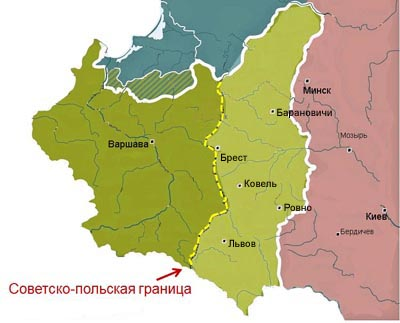 Минск
Барановичи
Мозырь
Варшава
Брест
Ковель
Ровно
Киев
Бердичев
Львов
Советско-польская граница